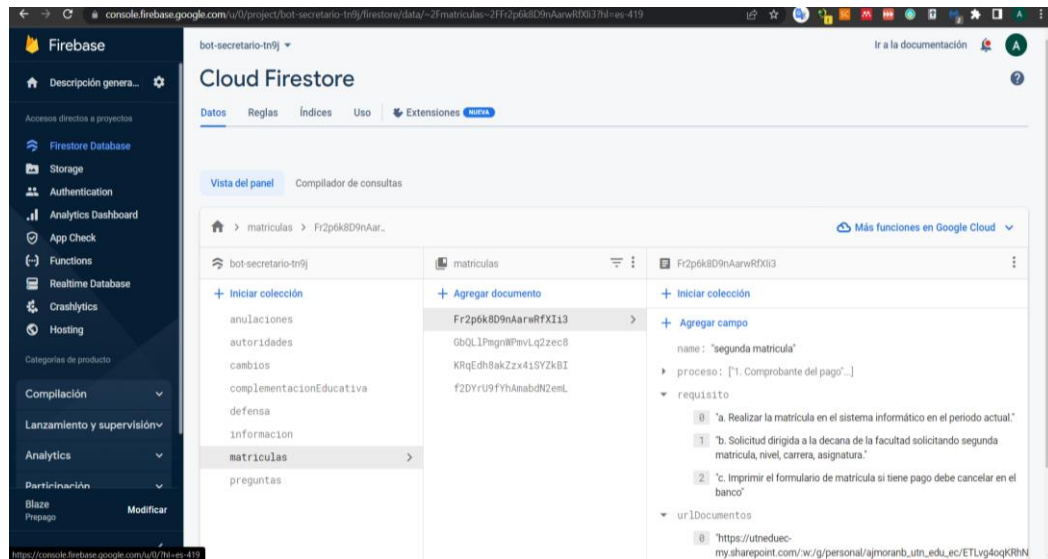 console.firebase.google.com/u/0/project/bot-secretario-tn9j/firestore/data/~2Fmatriculas~2FFr2p6k8D9nAarwRfXIi3?hl=es-419
Firebase
Descripción genera...
Accesos directos a proyectos
Firestore Database
Storage
Authentication
Analytics Dashboard
App Check
Functions
Realtime Database
Crashlytics
Hosting
Categorías de producto
Compilación
Lanzamiento y supervisión
Analytics
Participación
Blaze
Prepago
Modificar
https://console.firebase.google.com/u/0/?hl=es-419
bot-secretario-tn9j
Ir a la documentación
A
Cloud Firestore
Datos Reglas Índices Uso Extensiones NUEVA
Vista del panel Compilador de consultas
matriculas > Fr2p6k8D9nAar...
Más funciones en Google Cloud
bot-secretario-tn9j
+ Iniciar colección
anulaciones
autoridades
cambios
complementacionEducativa
defensa
informacion
matriculas
preguntas
matriculas
+ Agregar documento
Fr2p6k8D9nAarwRfXIi3
GbQLlPmgnWPmvLq2zec8
KRqEdh8akZzx4iSYZkBI
f2DYrU9fYhAmabdN2emL
Fr2p6k8D9nAarwRfXIi3
+ Iniciar colección
+ Agregar campo
name: "segunda matricula"
proceso: ["1. Comprobante del pago"...]
requisito
0 "a. Realizar la matrícula en el sistema informático en el periodo actual."
1 "b. Solicitud dirigida a la decana de la facultad solicitando segunda
matricula, nivel, carrera, asignatura."
2 "c. Imprimir el formulario de matrícula si tiene pago debe cancelar en el
banco"
urlDocumentos
0 "https://utneduec-
my.sharepoint.com/:w:/g/personal/ajmoranb_utn_edu_ec/ETLvg4oqKRhN